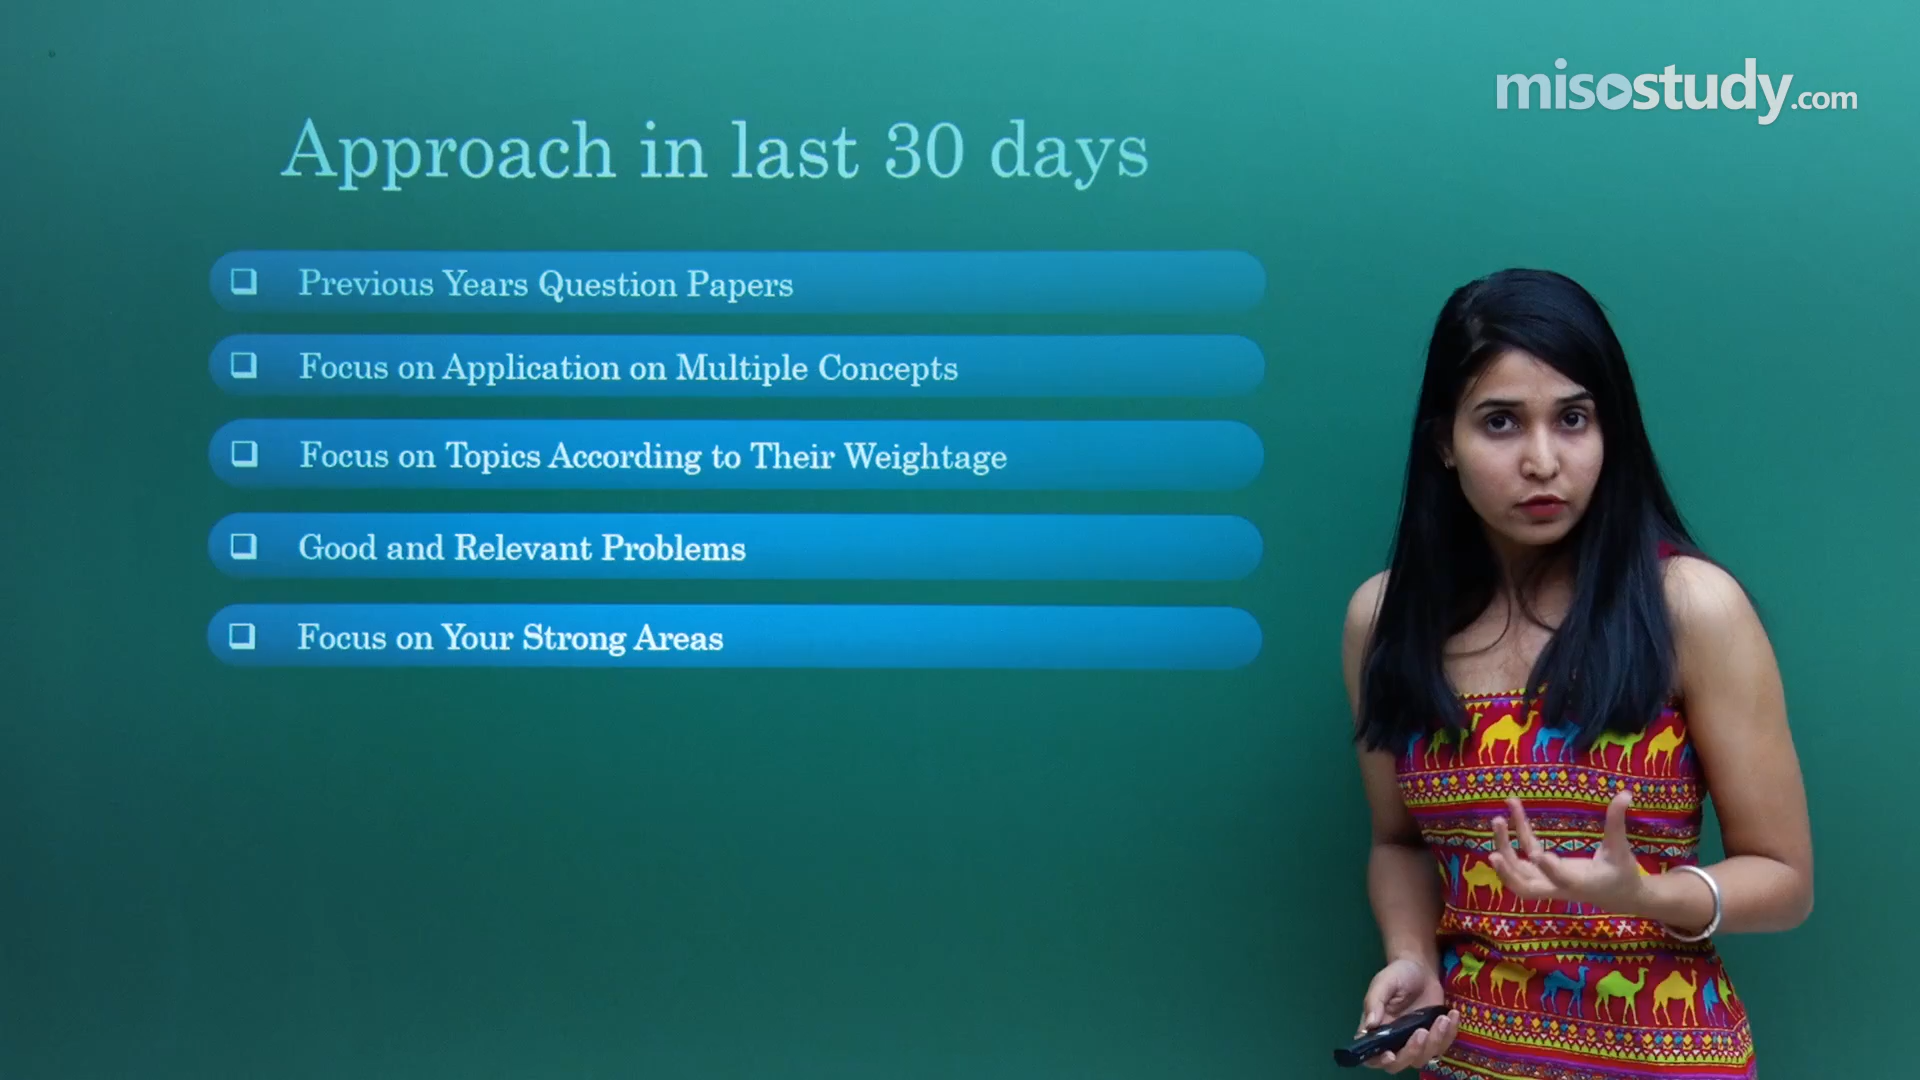 misostudy.com
Approach in last 30 days
❑ Previous Years Question Papers
❑ Focus on Application on Multiple Concepts
❑ Focus on Topics According to Their Weightage
❑ Good and Relevant Problems
❑ Focus on Your Strong Areas